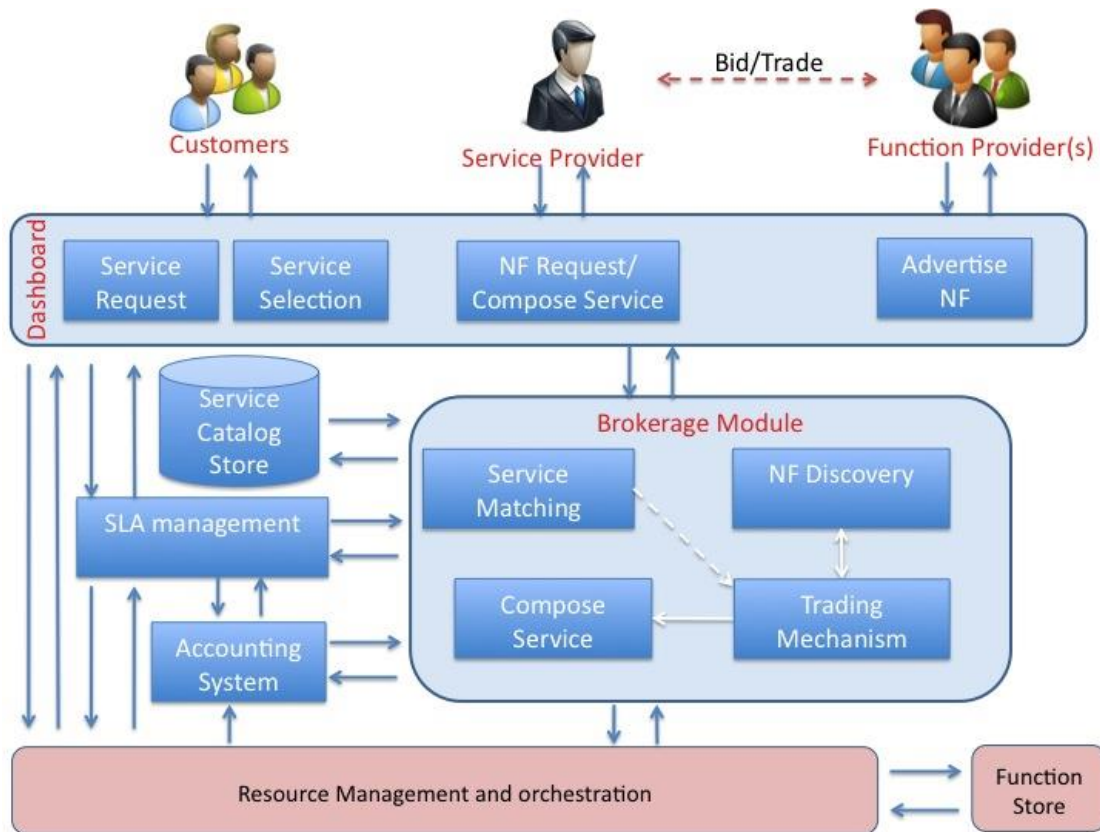 Bid/Trade
Customers
Service Provider
Function Provider(s)
Dashboard
Service
Request
Service
Selection
NF Request/
Compose Service
Advertise
NF
Service
Catalog
Store
Brokerage Module
Service
Matching
NF Discovery
SLA management
Compose
Service
Trading
Mechanism
Accounting
System
Resource Management and orchestration
Function
Store